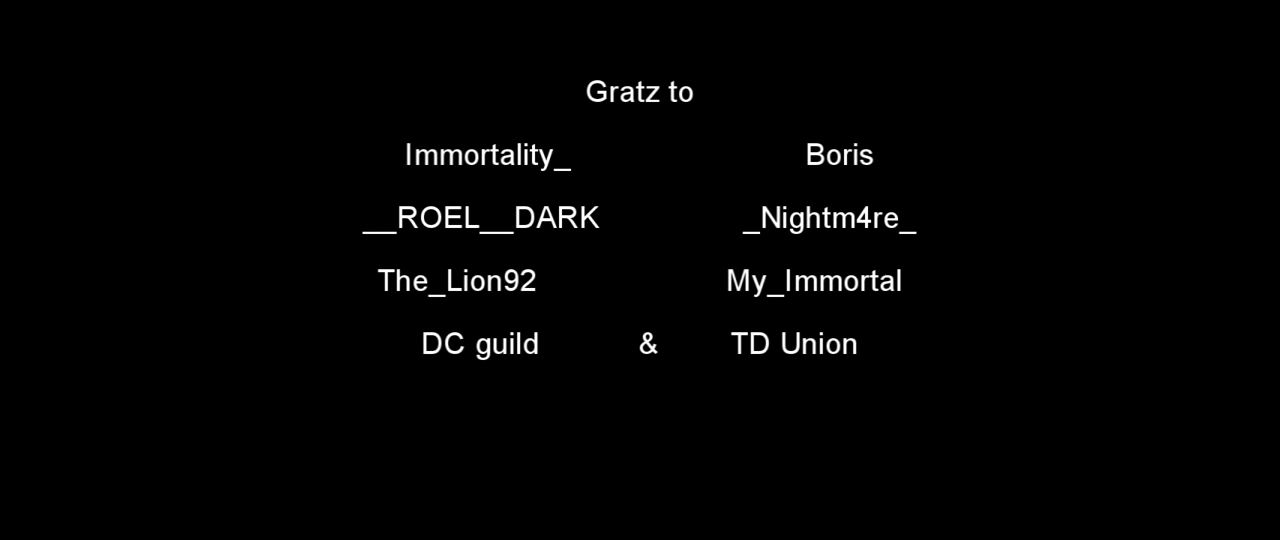 Gratz to
Immortality_ Boris
__ROEL__DARK _Nightm4re_
The_Lion92 My_Immortal
DC guild & TD Union